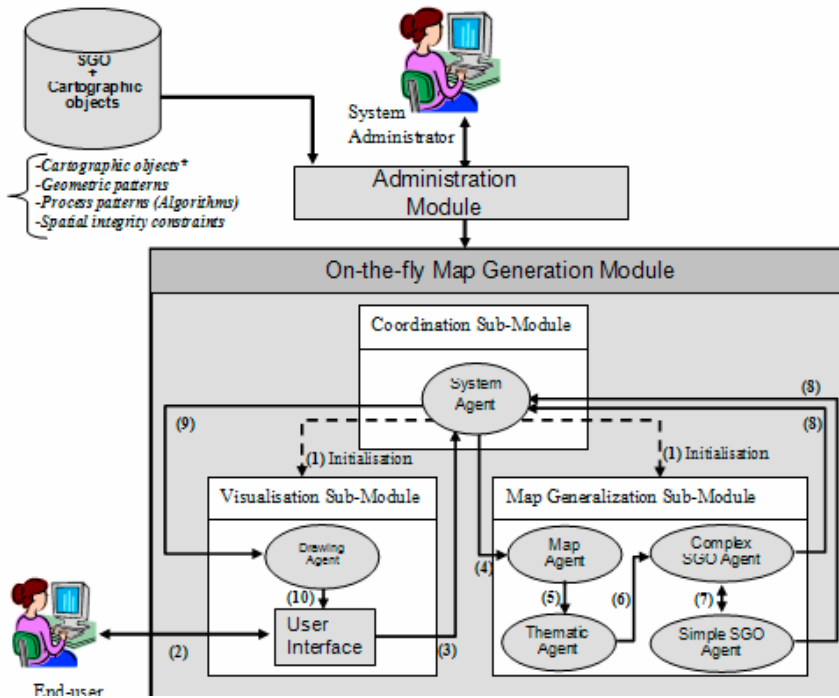 SGO
+
Cartographic
objects
System
Administrator
-Cartographic objects*
-Geometric patterns
-Process patterns (Algorithms)
-Spatial integrity constraints
Administration
Module
On-the-fly Map Generation Module
Coordination Sub-Module
System
Agent
(8)
(9)
(8)
(1) Initialisation
(1) Initialisation
Visualisation Sub-Module
Map Generalization Sub-Module
Drawing
Agent
Map
Agent
Complex
SGO Agent
(4)
(10)
(5)
(6)
(7)
User
Interface
Thematic
Agent
Simple SGO
Agent
(2)
(3)
End-user